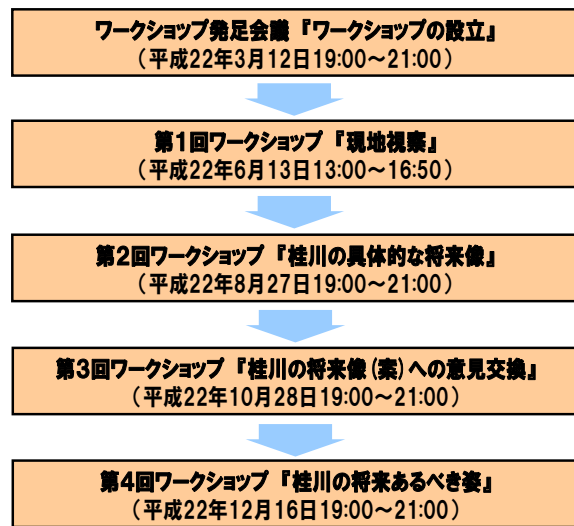 ワークショップ発足会議『ワークショップの設立』
（平成22年3月12日19:00～21:00）
第1回ワークショップ『現地視察』
（平成22年6月13日13:00～16:50）
第2回ワークショップ『桂川の具体的な将来像』
（平成22年8月27日19:00～21:00）
第3回ワークショップ『桂川の将来像(案)への意見交換』
（平成22年10月28日19:00～21:00）
第4回ワークショップ『桂川の将来あるべき姿』
（平成22年12月16日19:00～21:00）